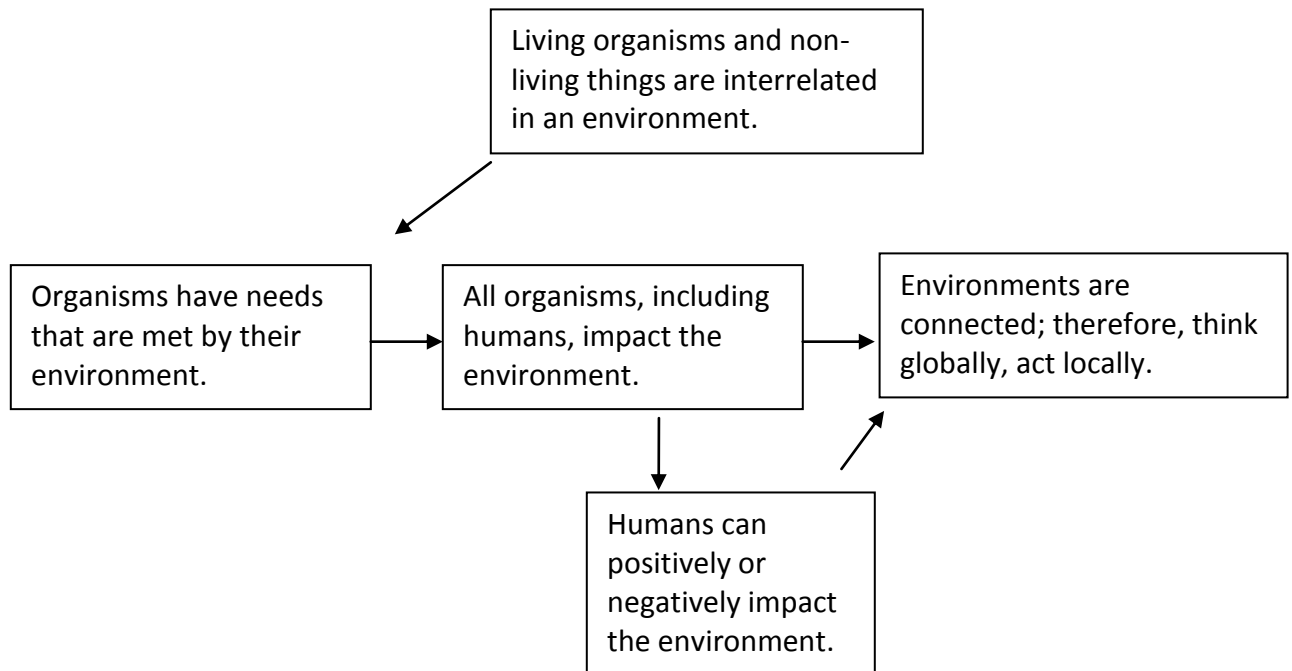 Living organisms and non-
living things are interrelated
in an environment.
Organisms have needs
that are met by their
environment.
All organisms, including
humans, impact the
environment.
Environments are
connected; therefore, think
globally, act locally.
Humans can
positively or
negatively impact
the environment.